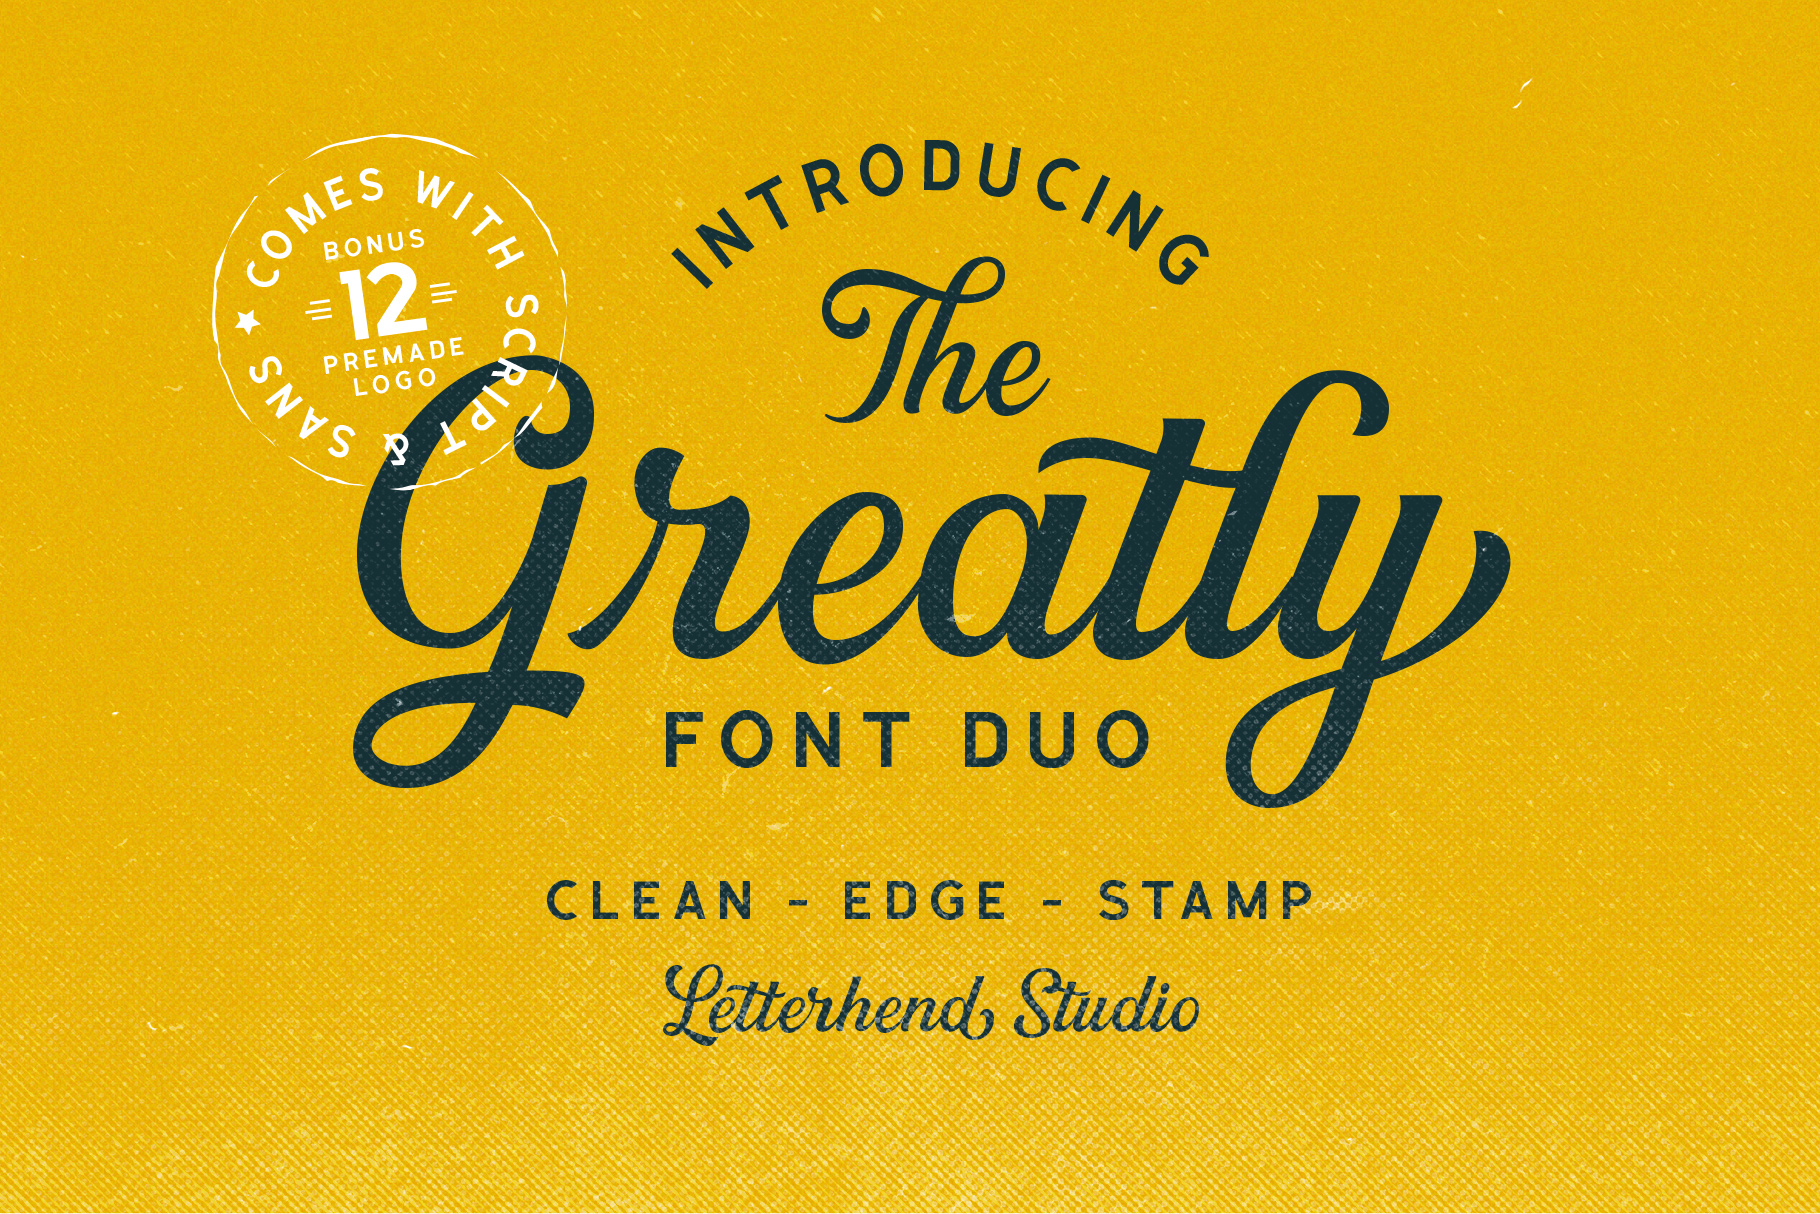 COMES WITH SCRIPT & SANS
BONUS
12
PREMADE
LOGO
INTRODUCING
The
Greatly
FONT DUO
CLEAN - EDGE - STAMP
Letterhend Studio